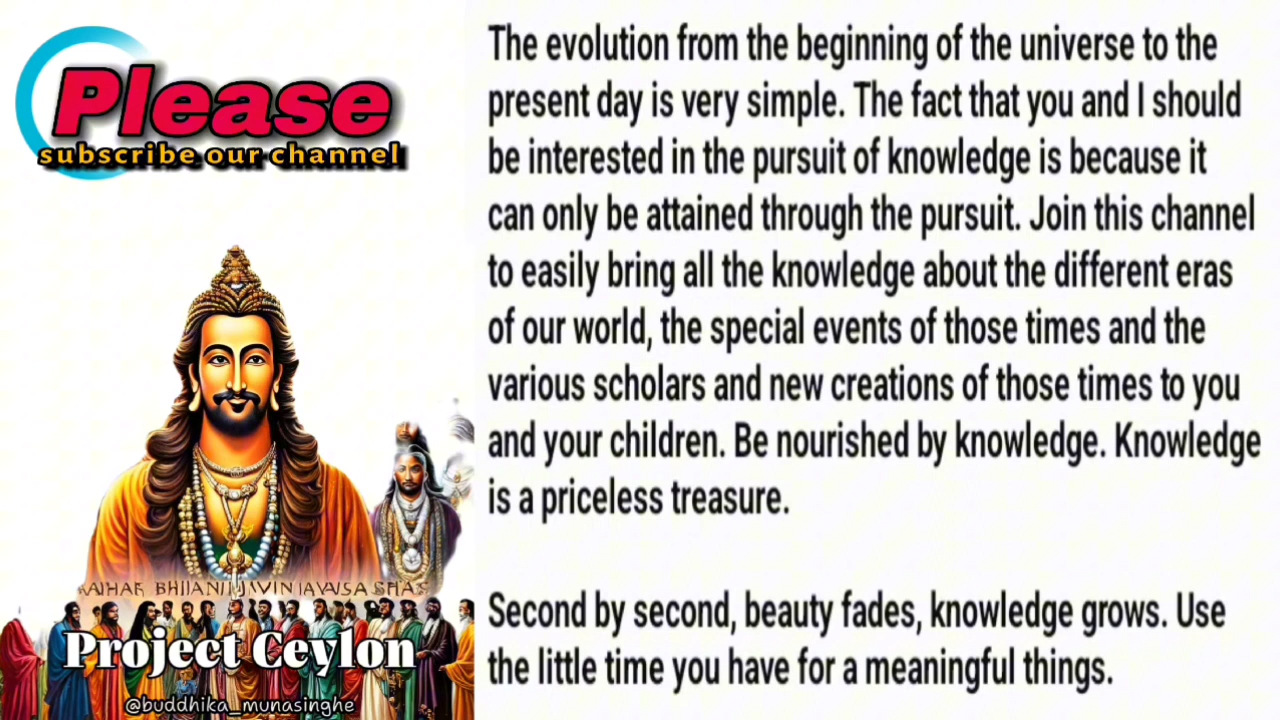 Please
subscribe our channel
Project Ceylon
@buddhika_munasinghe
The evolution from the beginning of the universe to the
present day is very simple. The fact that you and I should
be interested in the pursuit of knowledge is because it
can only be attained through the pursuit. Join this channel
to easily bring all the knowledge about the different eras
of our world, the special events of those times and the
various scholars and new creations of those times to you
and your children. Be nourished by knowledge. Knowledge
is a priceless treasure.
Second by second, beauty fades, knowledge grows. Use
the little time you have for a meaningful things.